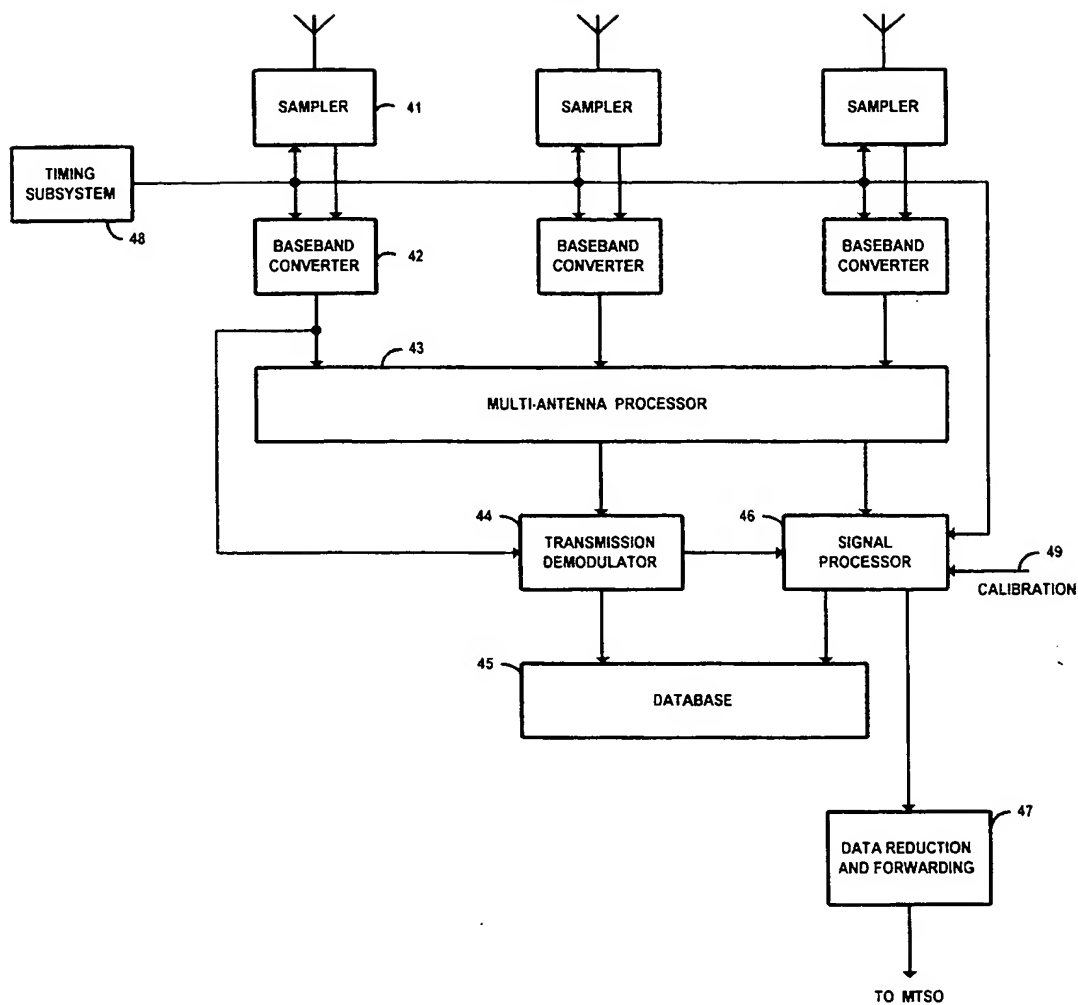 SAMPLER
41
SAMPLER
SAMPLER
TIMING
SUBSYSTEM
48
BASEBAND
CONVERTER
42
BASEBAND
CONVERTER
BASEBAND
CONVERTER
43
MULTI-ANTENNA PROCESSOR
44
TRANSMISSION
DEMODULATOR
46
SIGNAL
PROCESSOR
49
CALIBRATION
45
DATABASE
47
DATA REDUCTION
AND FORWARDING
TO MTSO